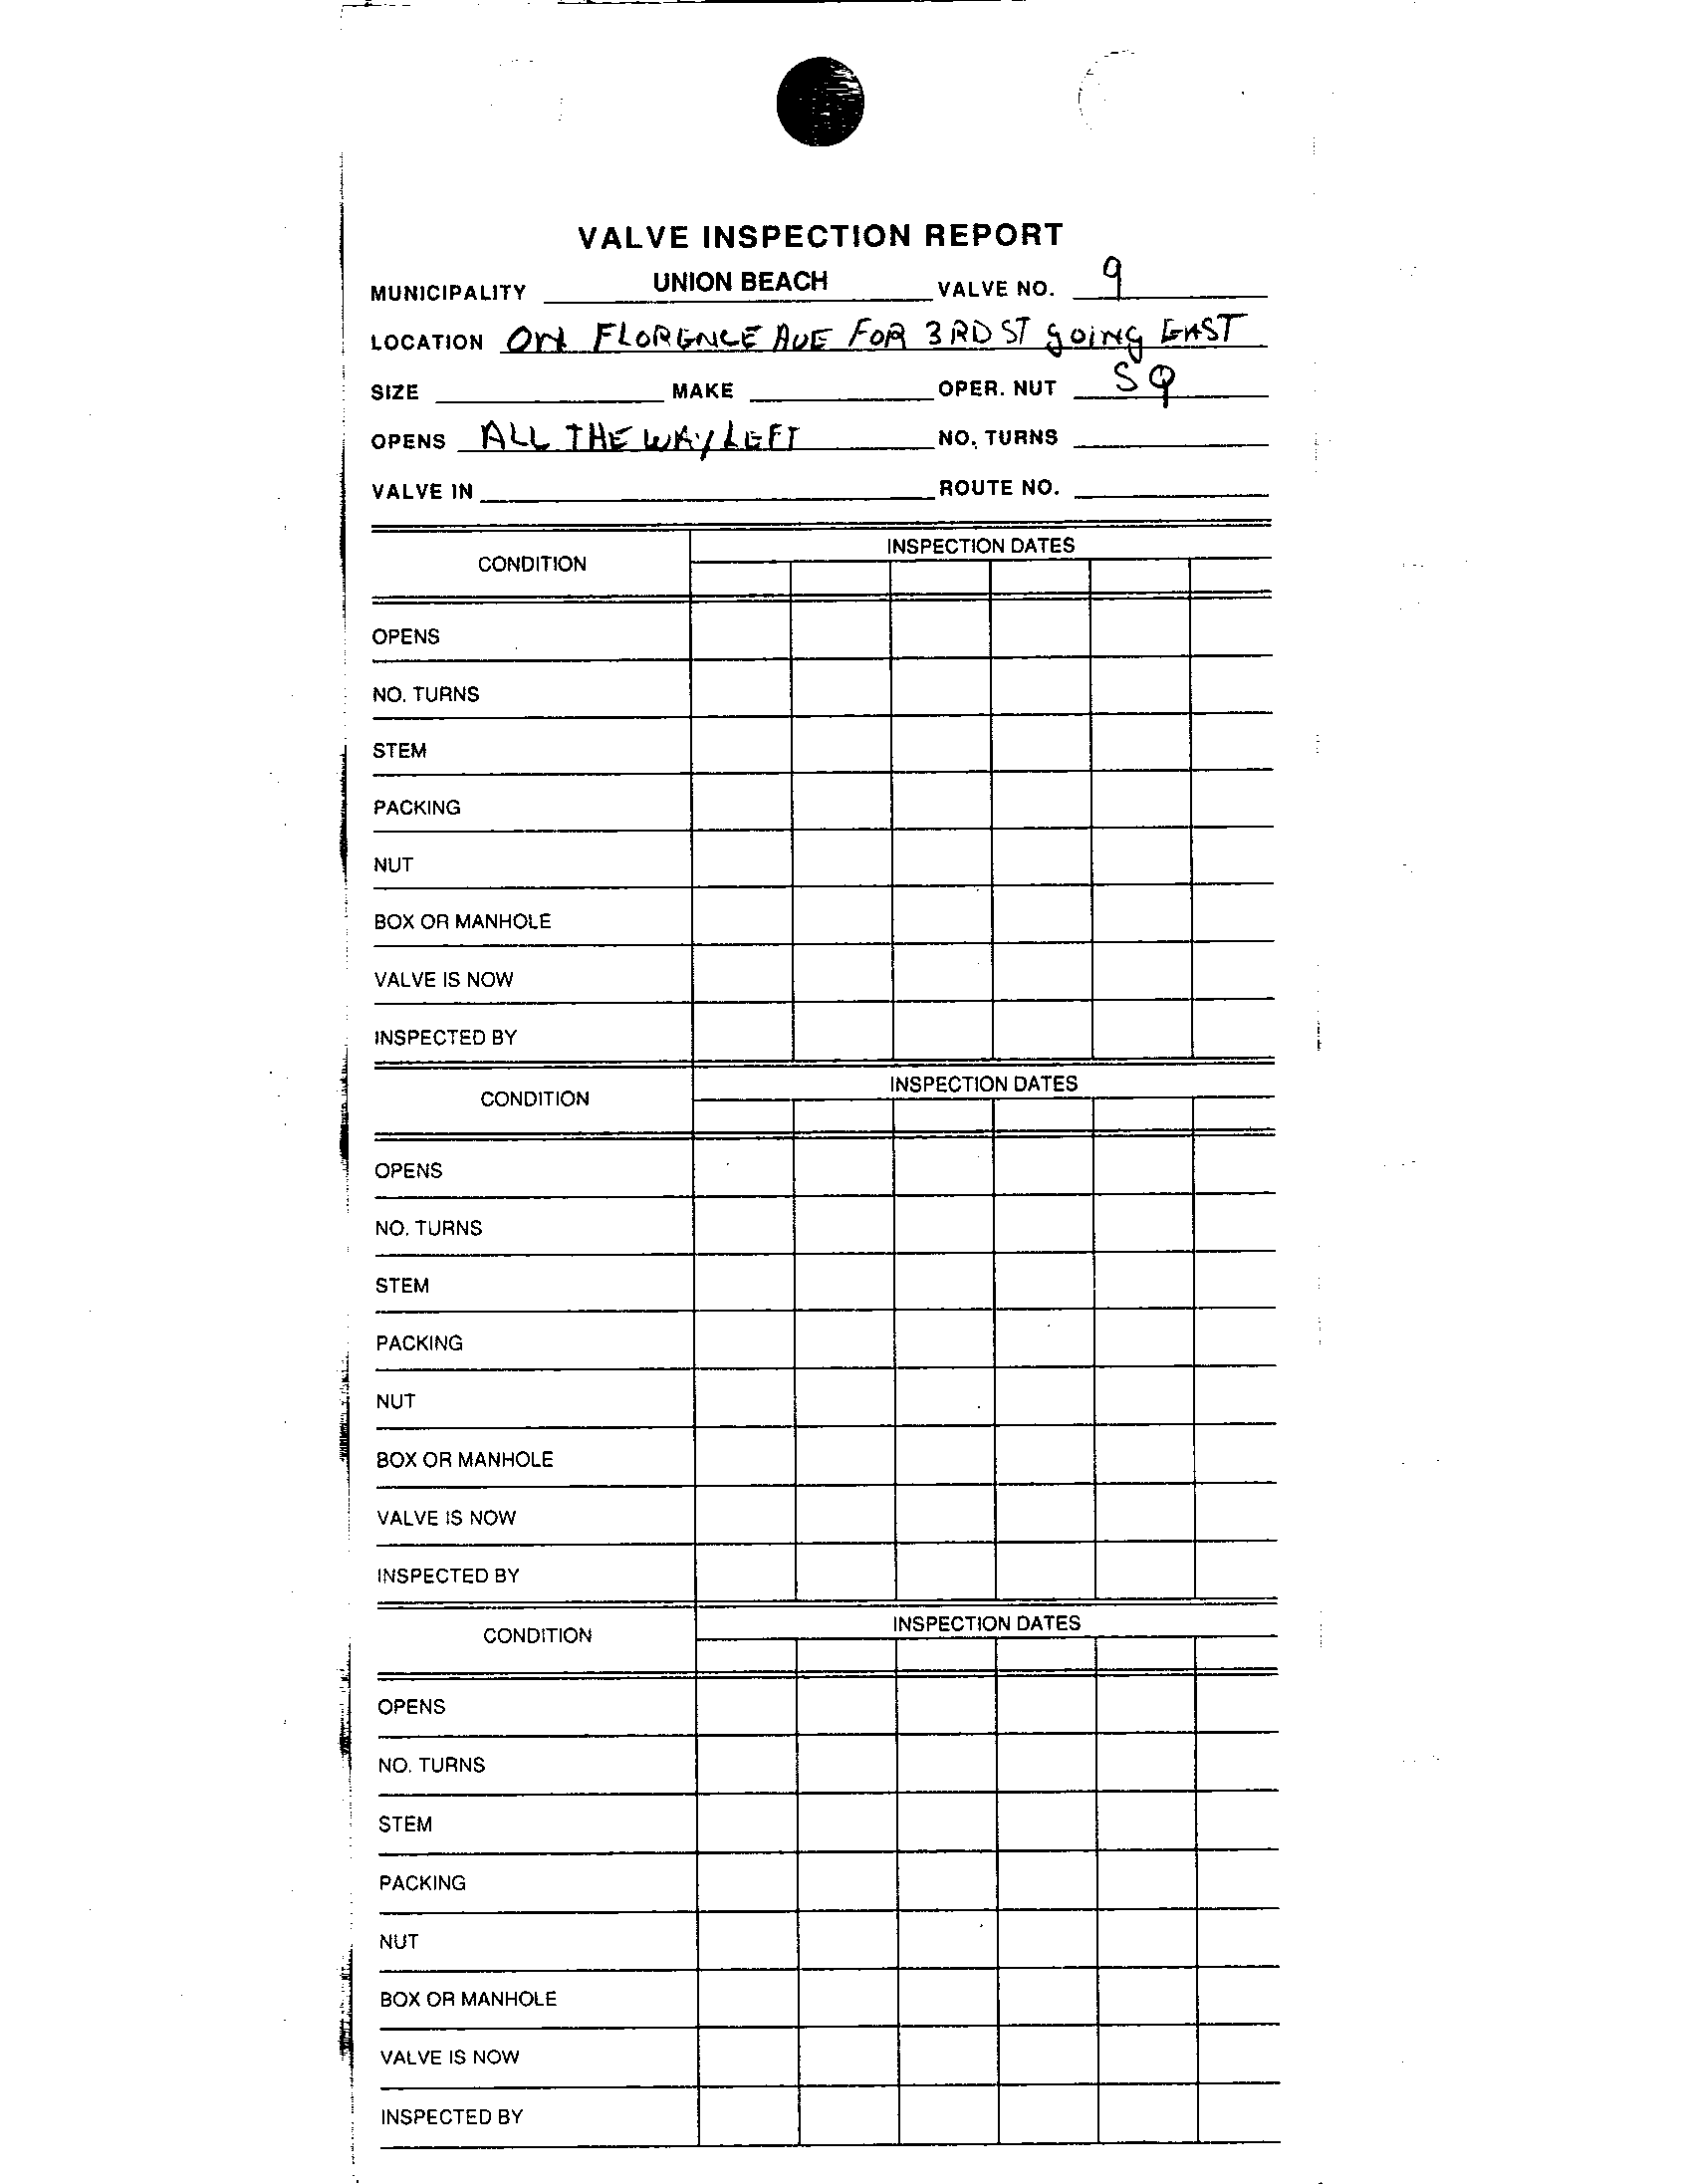 VALVE INSPECTION REPORT
MUNICIPALITY UNION BEACH VALVE NO. 9
LOCATION ON FLORENCE AVE FOR 3RD ST GOING EAST
SIZE MAKE OPER. NUT SQ
OPENS ALL THE WAY LEFT NO. TURNS
VALVE IN ROUTE NO.
CONDITION INSPECTION DATES
OPENS
NO. TURNS
STEM
PACKING
NUT
BOX OR MANHOLE
VALVE IS NOW
INSPECTED BY
CONDITION INSPECTION DATES
OPENS
NO. TURNS
STEM
PACKING
NUT
BOX OR MANHOLE
VALVE IS NOW
INSPECTED BY
CONDITION INSPECTION DATES
OPENS
NO. TURNS
STEM
PACKING
NUT
BOX OR MANHOLE
VALVE IS NOW
INSPECTED BY